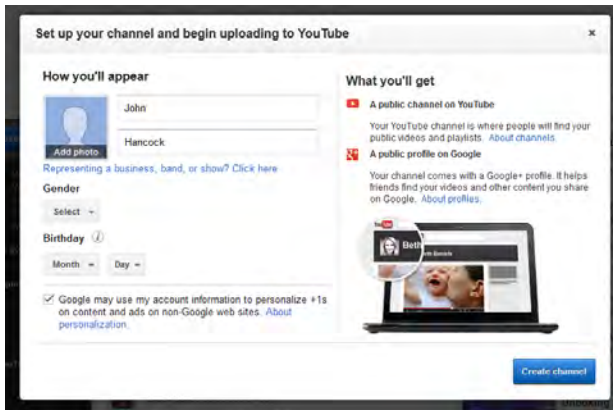 Set up your channel and begin uploading to YouTube
How you'll appear
John
Hancock
Add photo
Representing a business, band, or show? Click here
Gender
Select
Birthday
Month
Day
Google may use my account information to personalize +1s
on content and ads on non-Google web sites. About
personalization.
What you'll get
A public channel on YouTube
Your YouTube channel is where people will find your
public videos and playlists. About channels.
A public profile on Google
Your channel comes with a Google+ profile. It helps
friends find your videos and other content you share
on Google. About profiles.
Beth
Create channel
Unboxing